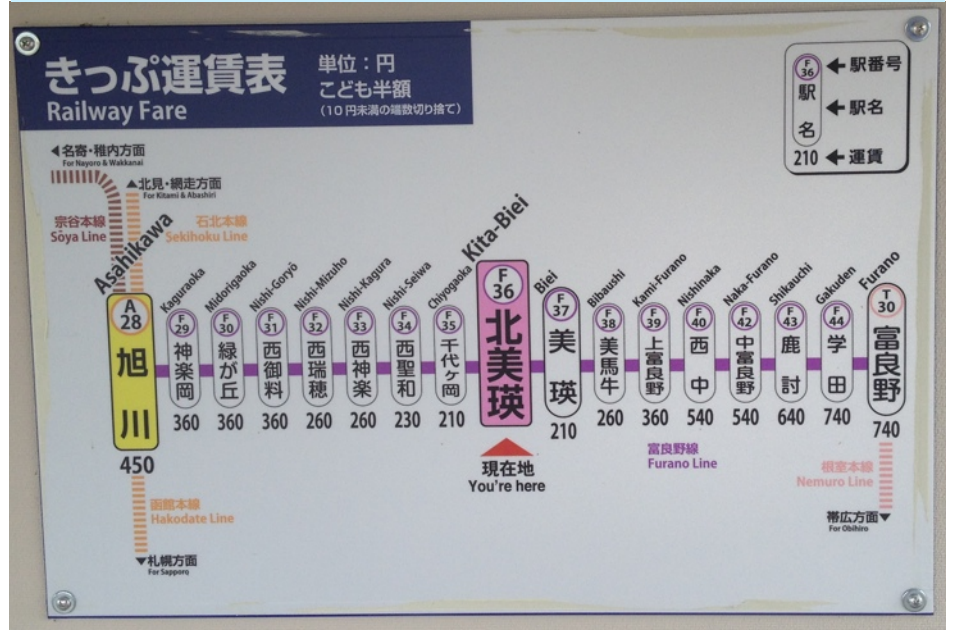 きっぷ運賃表
Railway Fare
単位：円
こども半額
（10円未満の端数切り捨て）
F
36
駅名
210
←駅番号
←駅名
←運賃
◀名寄・稚内方面
For Nayoro & Wakkanai
▲北見・網走方面
For Kitami & Abashiri
宗谷本線
Sōya Line
石北本線
Sekihoku Line
Asahikawa
A
28
旭川
450
Kaguraoka
F
29
神楽岡
360
Midorigaoka
F
30
緑が丘
360
Nishi-Goryō
F
31
西御料
360
Nishi-Mizuho
F
32
西瑞穂
260
Nishi-Kagura
F
33
西神楽
260
Nishi-Seiwa
F
34
西聖和
230
Chiyogaoka
F
35
千代ヶ岡
210
Kita-Biei
F
36
北美瑛
現在地
You're here
Biei
F
37
美瑛
210
Bibaushi
F
38
美馬牛
260
Kami-Furano
F
39
上富良野
360
Nishinaka
F
40
西中
540
Naka-Furano
F
42
中富良野
540
Shikauchi
F
43
鹿討
640
Gakuden
F
44
学田
740
Furano
T
30
富良野
740
富良野線
Furano Line
函館本線
Hakodate Line
▼札幌方面
For Sapporo
根室本線
Nemuro Line
帯広方面▼
For Obihiro